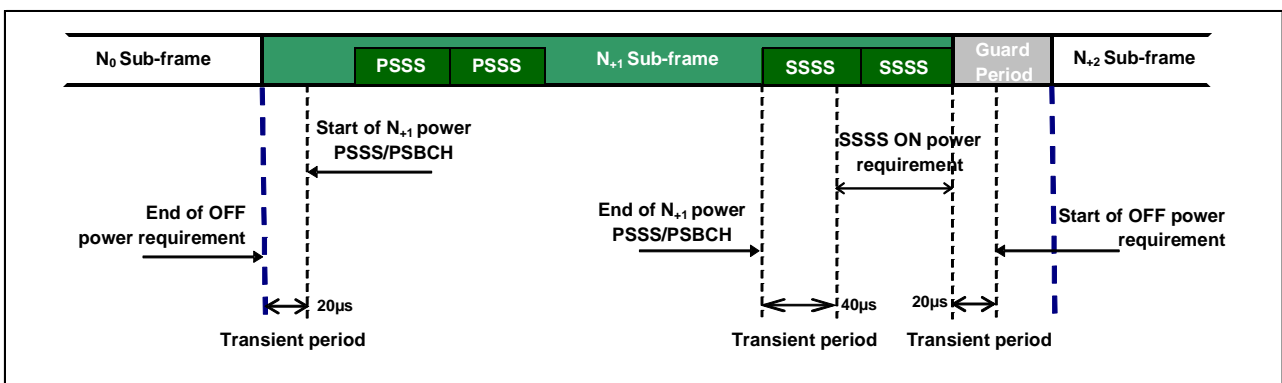 N₀ Sub-frame
PSSS
PSSS
N₊₁ Sub-frame
SSSS
SSSS
Guard
Period
N₊₂ Sub-frame
Start of N₊₁ power
PSSS/PSBCH
SSSS ON power
requirement
End of OFF
power requirement
End of N₊₁ power
PSSS/PSBCH
Start of OFF power
requirement
20µs
40µs
20µs
Transient period
Transient period
Transient period